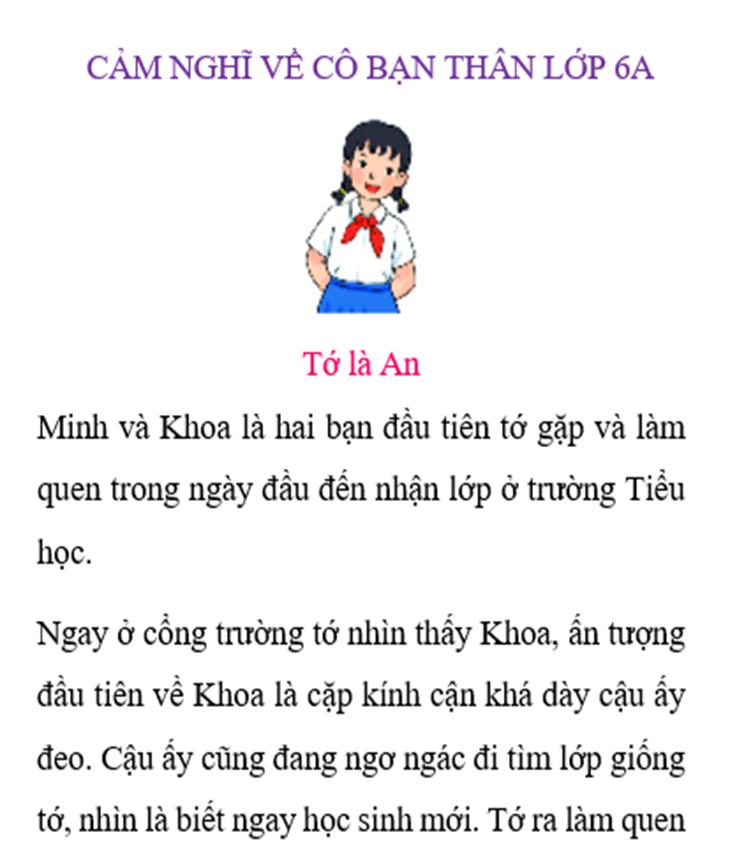 CẢM NGHĨ VỀ CÔ BẠN THÂN LỚP 6A
Tớ là An
Minh và Khoa là hai bạn đầu tiên tớ gặp và làm
quen trong ngày đầu đến nhận lớp ở trường Tiểu
học.
Ngay ở cổng trường tớ nhìn thấy Khoa, ấn tượng
đầu tiên về Khoa là cặp kính cận khá dày cậu ấy
đeo. Cậu ấy cũng đang ngơ ngác đi tìm lớp giống
tớ, nhìn là biết ngay học sinh mới. Tớ ra làm quen